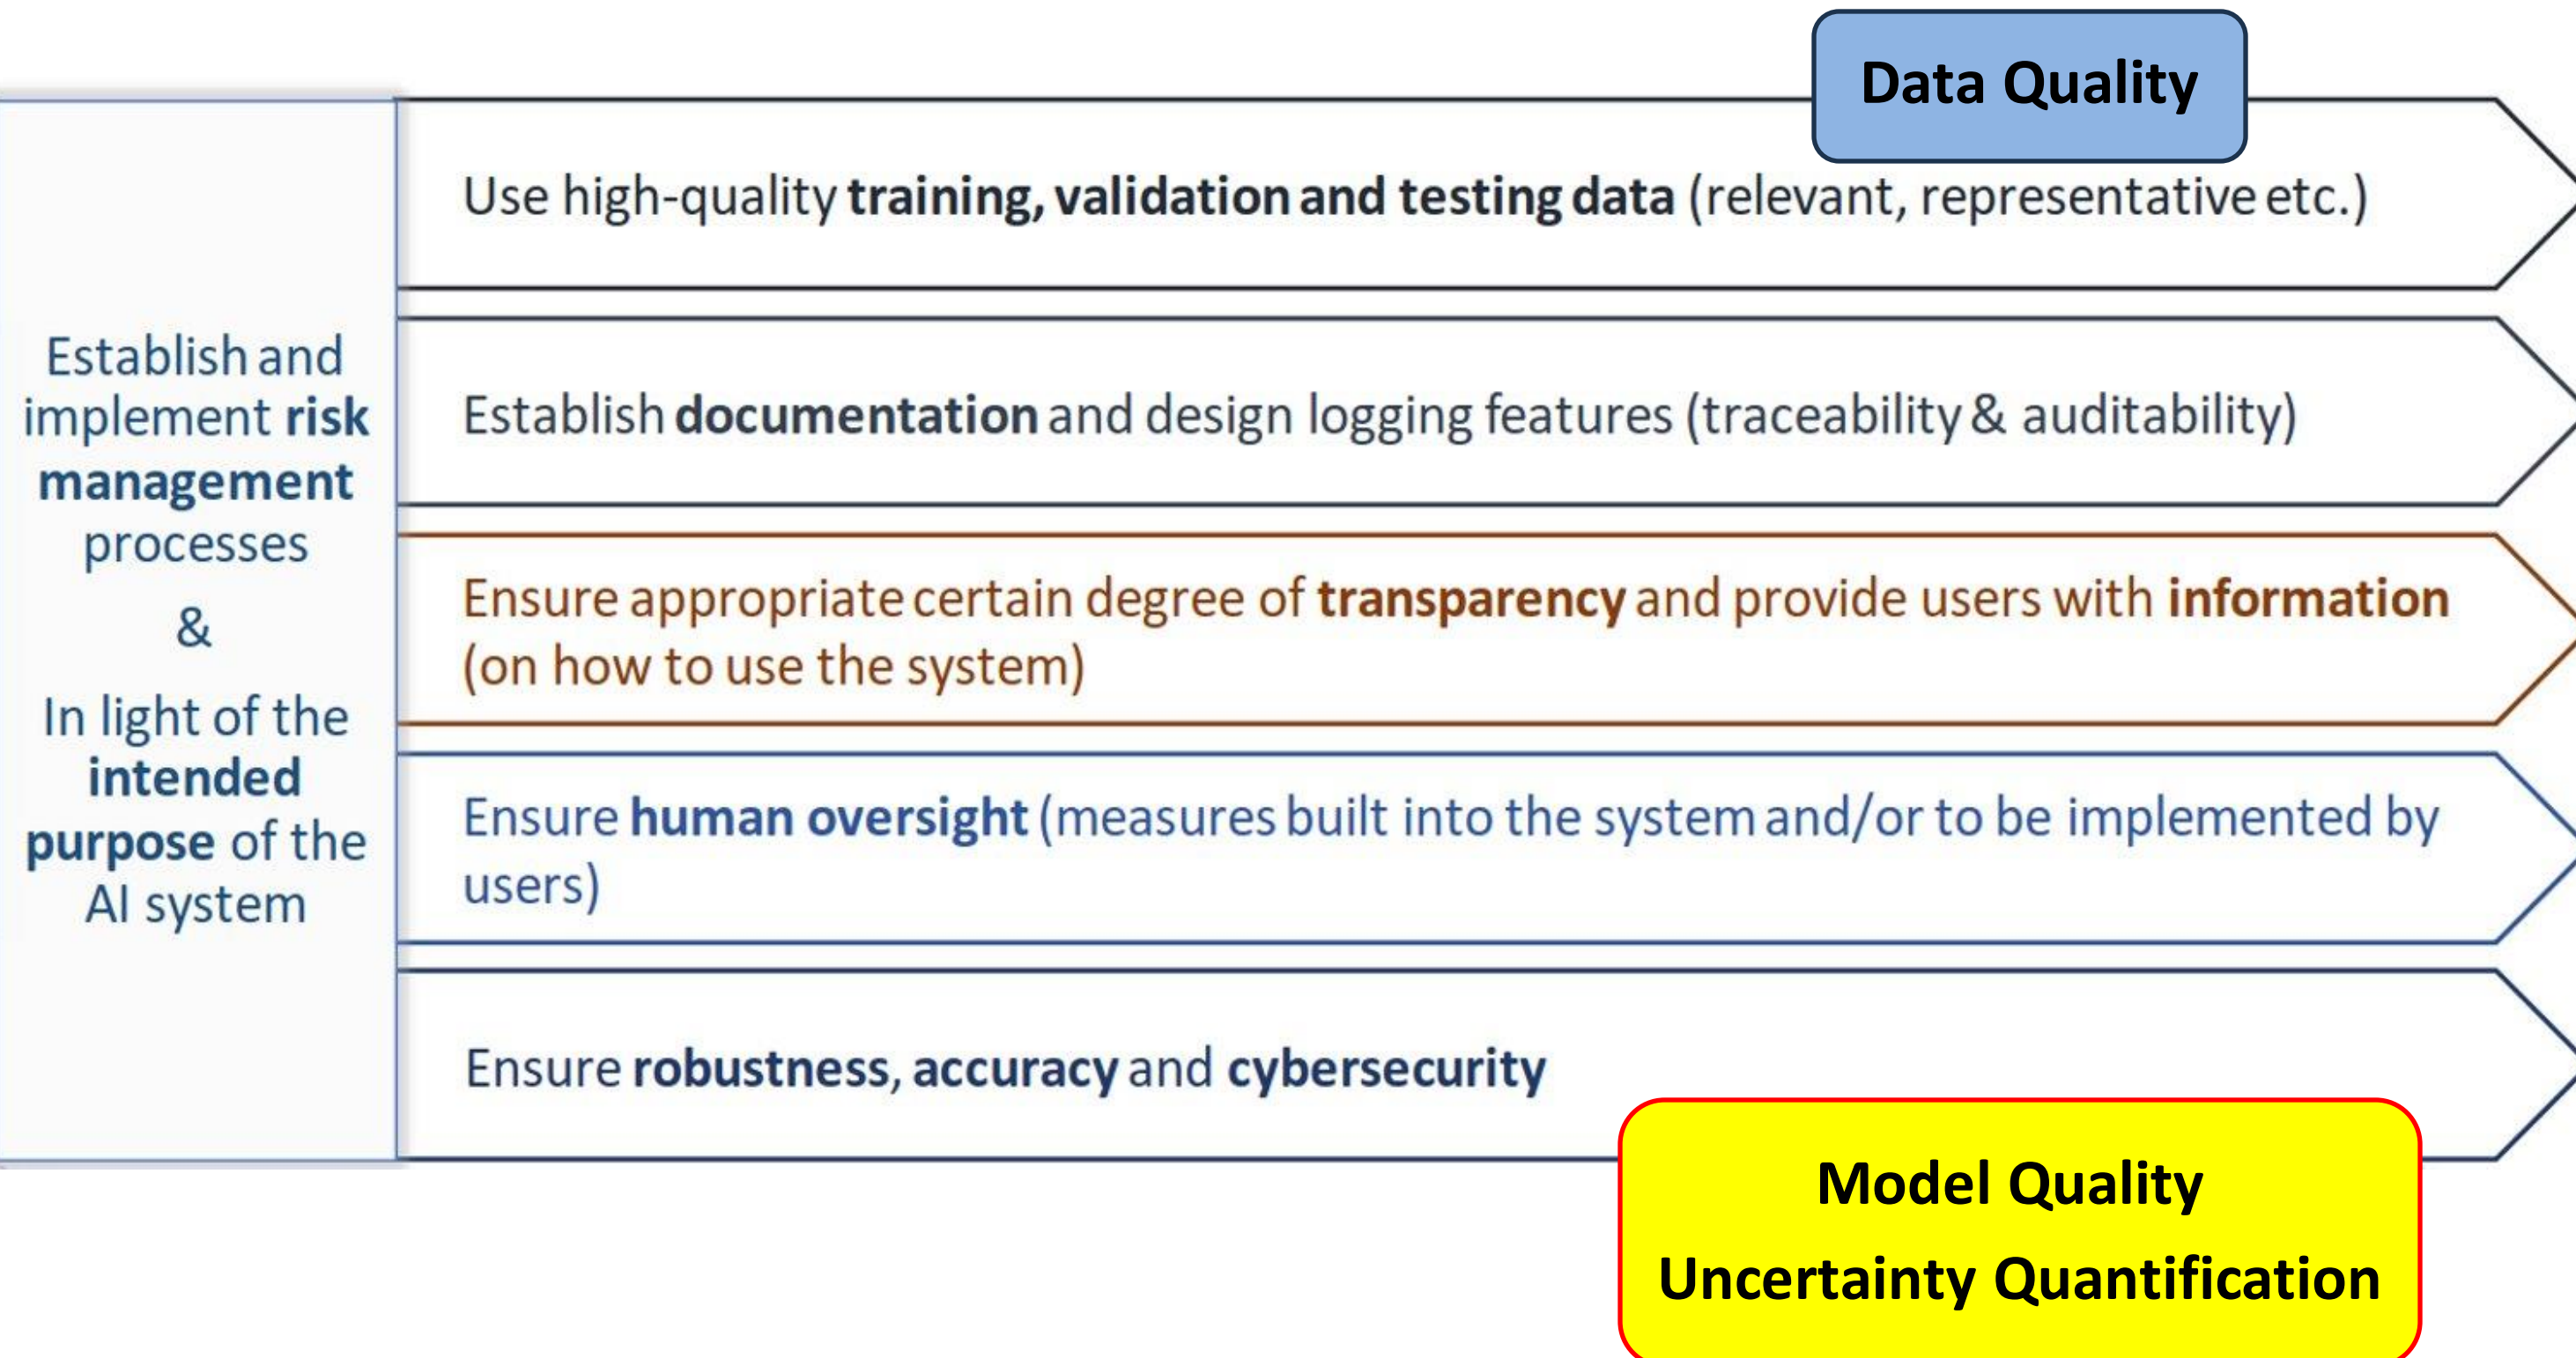 Data Quality
Establish and
implement risk
management
processes
&
In light of the
intended
purpose of the
AI system
Use high-quality training, validation and testing data (relevant, representative etc.)
Establish documentation and design logging features (traceability & auditability)
Ensure appropriate certain degree of transparency and provide users with information
(on how to use the system)
Ensure human oversight (measures built into the system and/or to be implemented by
users)
Ensure robustness, accuracy and cybersecurity
Model Quality
Uncertainty Quantification